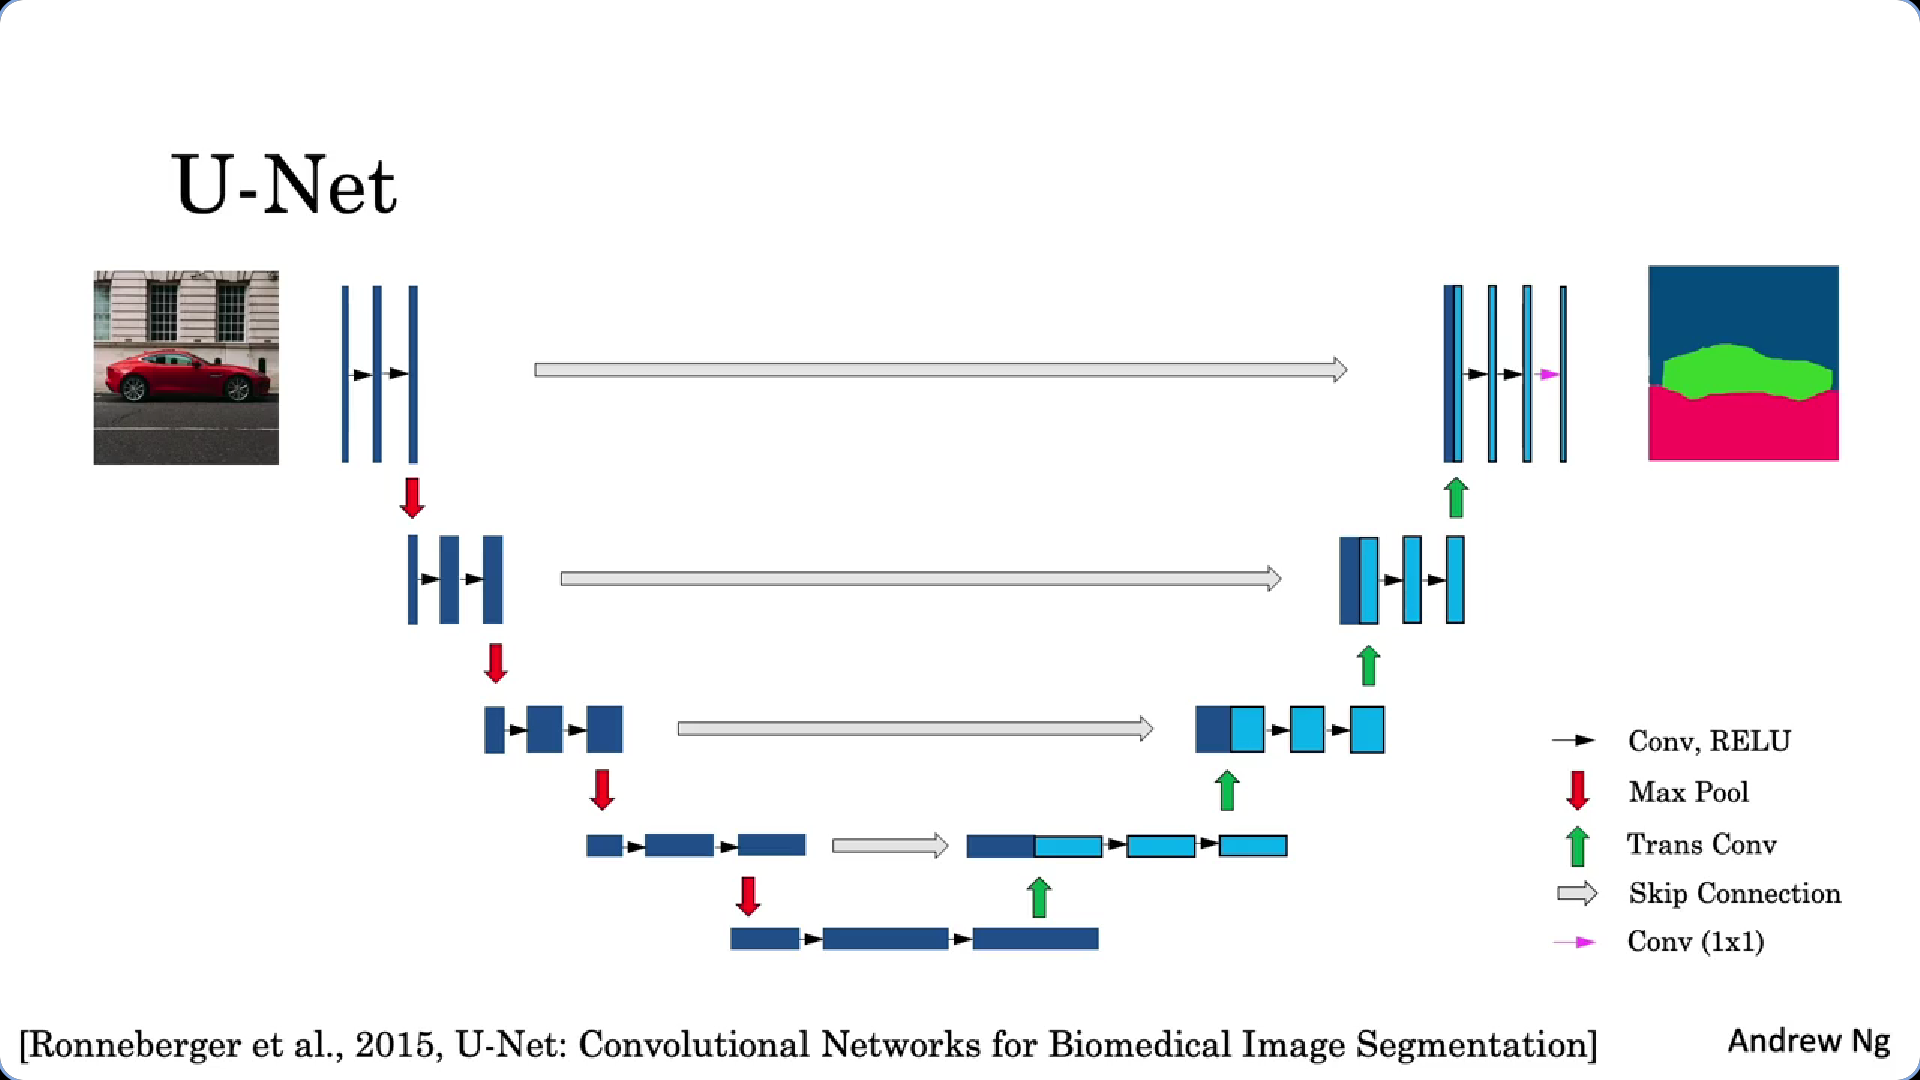 U-Net
Conv, RELU
Max Pool
Trans Conv
Skip Connection
Conv (1x1)
[Ronneberger et al., 2015, U-Net: Convolutional Networks for Biomedical Image Segmentation]
Andrew Ng